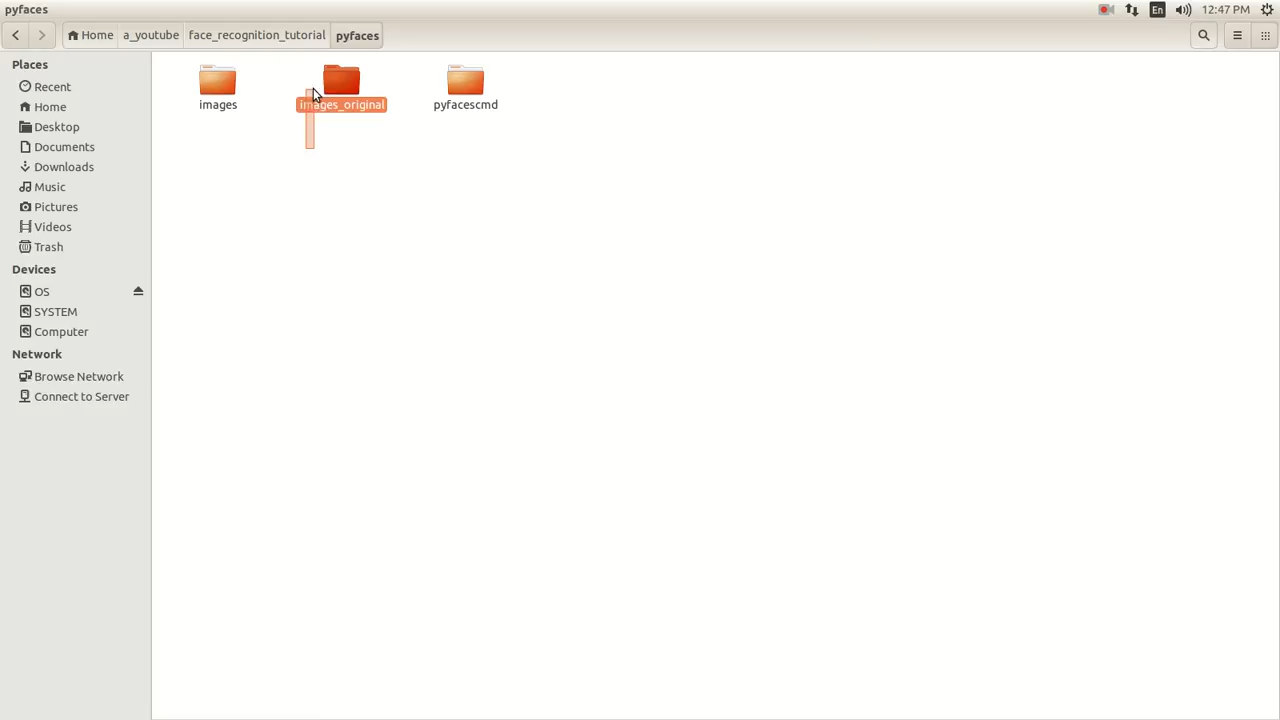 pyfaces
En
12:47 PM
Home
a_youtube
face_recognition_tutorial
pyfaces
Places
Recent
Home
Desktop
Documents
Downloads
Music
Pictures
Videos
Trash
Devices
OS
SYSTEM
Computer
Network
Browse Network
Connect to Server
images
images_original
pyfacescmd